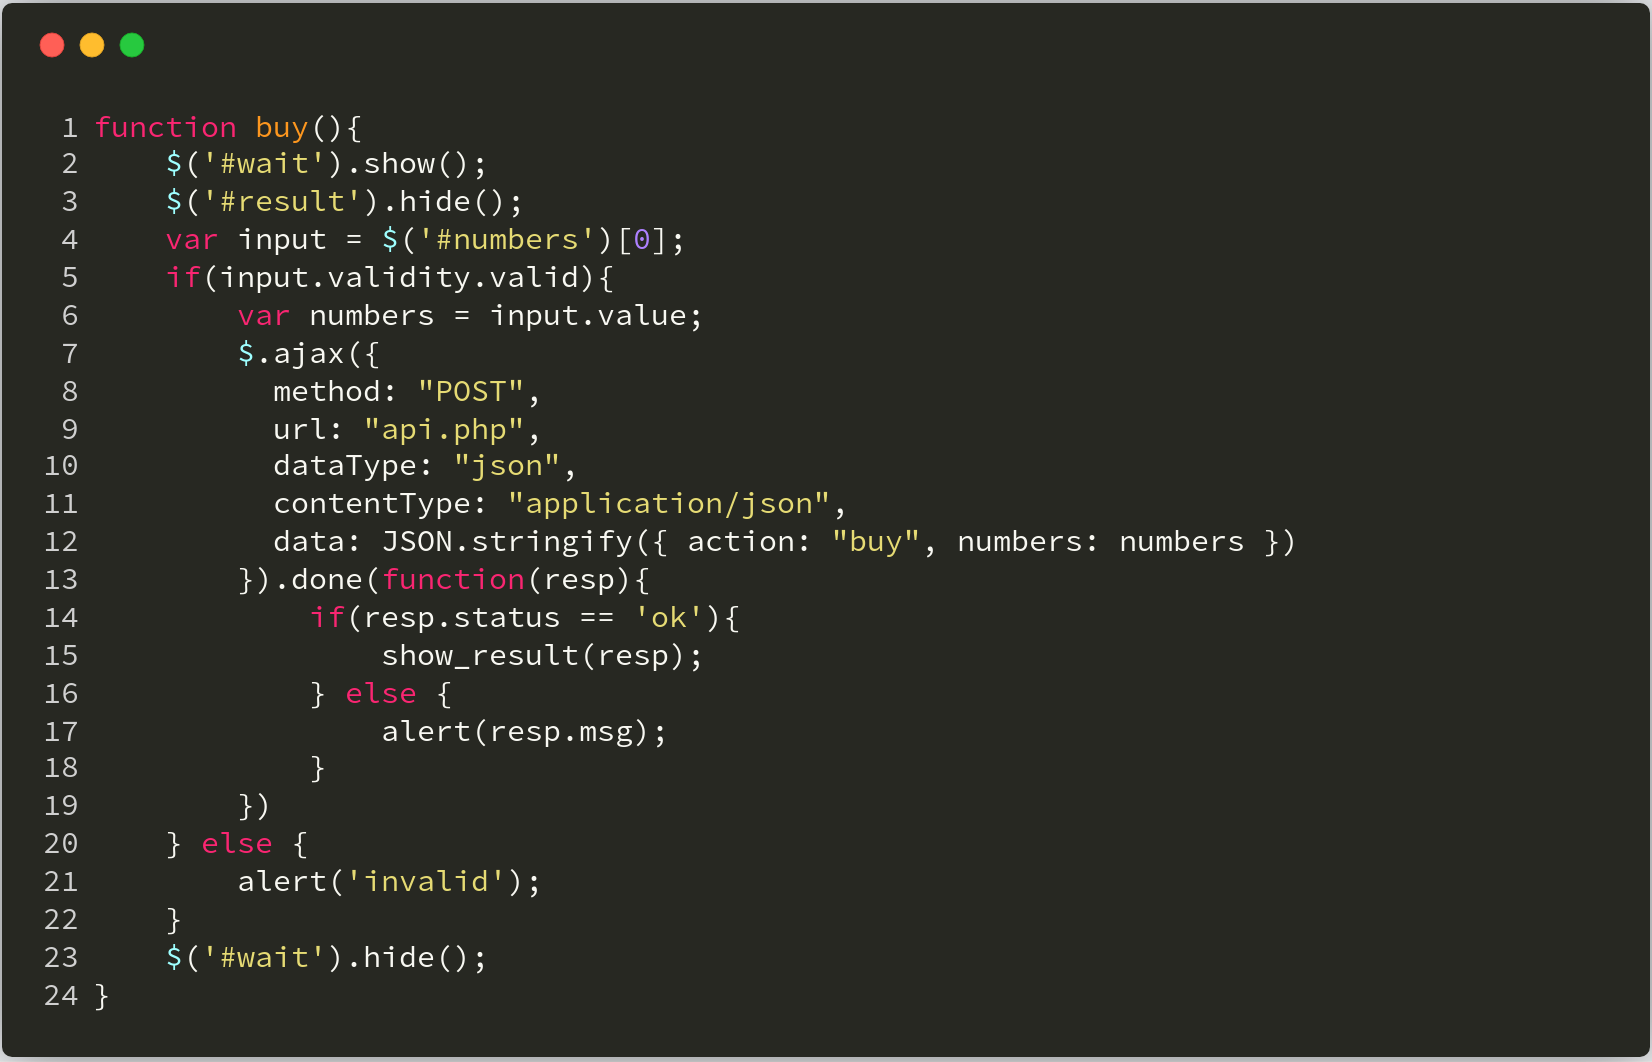 1 function buy(){
2     $('#wait').show();
3     $('#result').hide();
4     var input = $('#numbers')[0];
5     if(input.validity.valid){
6         var numbers = input.value;
7         $.ajax({
8           method: "POST",
9           url: "api.php",
10           dataType: "json",
11           contentType: "application/json",
12           data: JSON.stringify({ action: "buy", numbers: numbers })
13         }).done(function(resp){
14             if(resp.status == 'ok'){
15                 show_result(resp);
16             } else {
17                 alert(resp.msg);
18             }
19         })
20     } else {
21         alert('invalid');
22     }
23     $('#wait').hide();
24 }